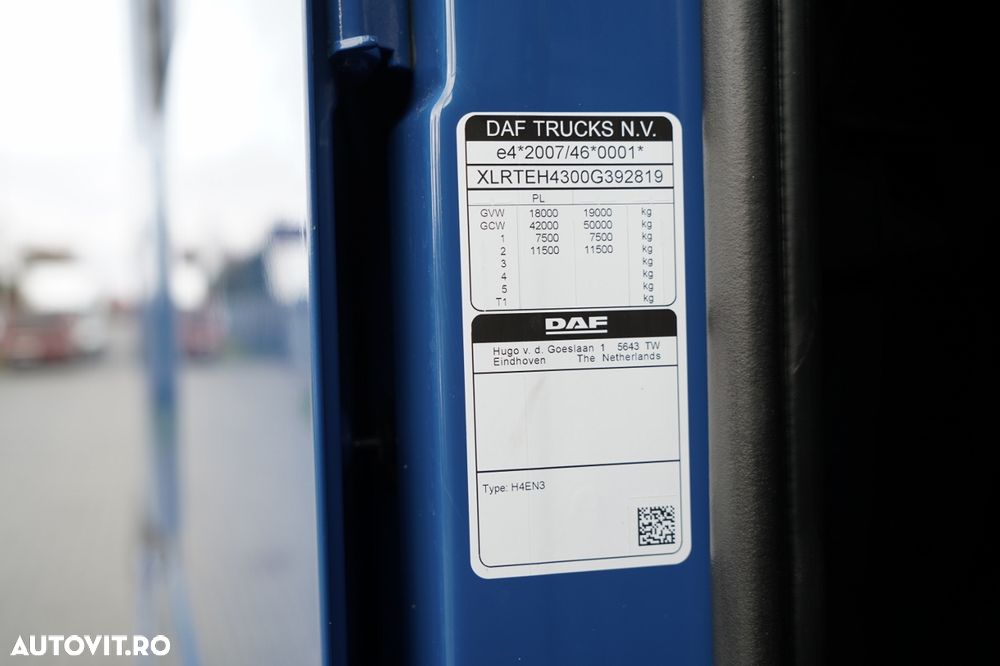 DAF TRUCKS N.V.
e4*2007/46*0001*
XLRTEH4300G392819
PL
GVW 18000 19000 kg
GCW 42000 50000 kg
1 7500 7500 kg
2 11500 11500 kg
3 kg
4 kg
5 kg
T1 kg
DAF
Hugo v. d. Goeslaan 1 5643 TW
Eindhoven The Netherlands
Type: H4EN3
AUTOVIT.RO